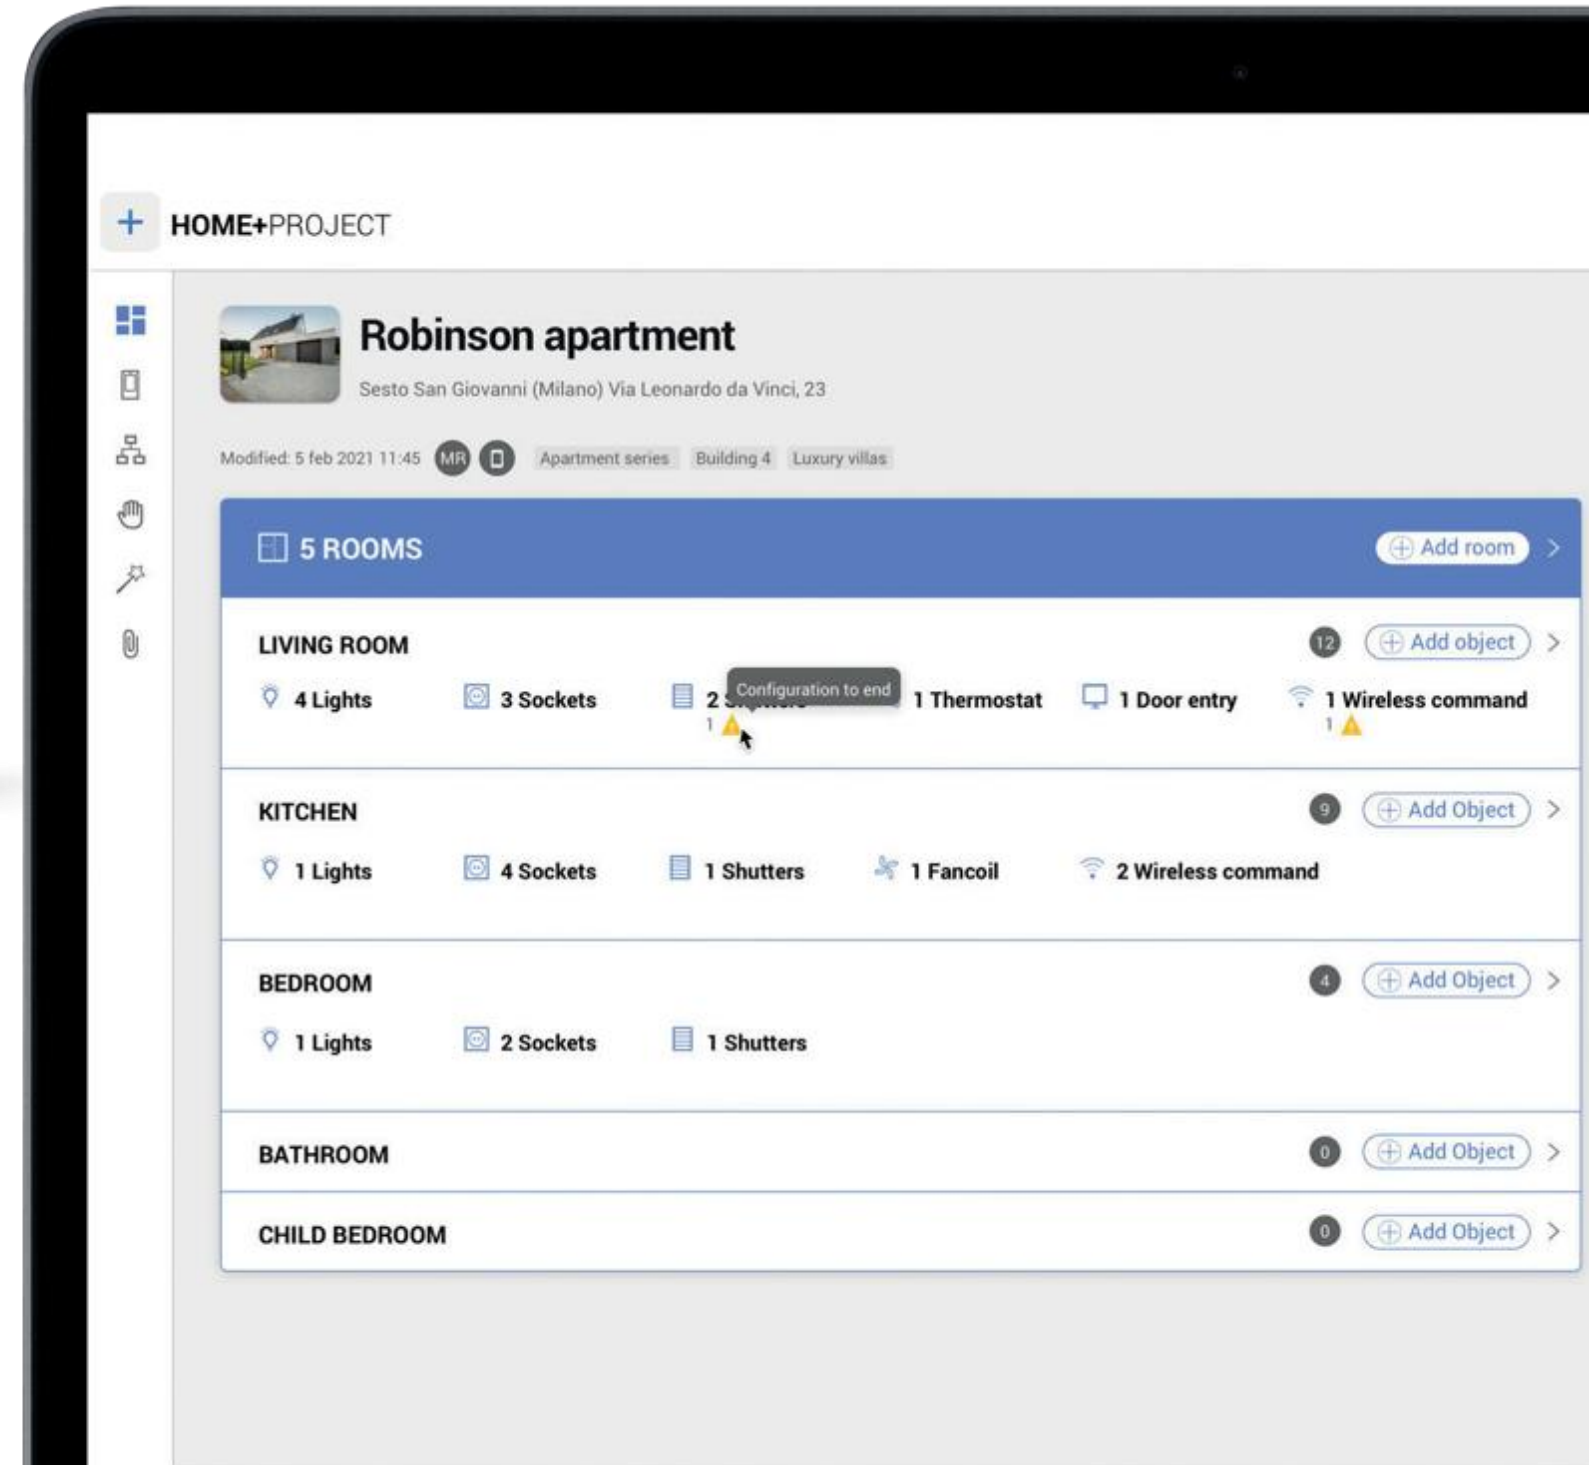 HOME+PROJECT
Robinson apartment
Sesto San Giovanni (Milano) Via Leonardo da Vinci, 23
Modified: 5 feb 2021 11:45 MR Apartment series Building 4 Luxury villas
5 ROOMS Add room
LIVING ROOM 12 Add object
Configuration to end
4 Lights 3 Sockets 2 1 Thermostat 1 Door entry 1 Wireless command
1 1
KITCHEN 9 Add Object
1 Lights 4 Sockets 1 Shutters 1 Fancoil 2 Wireless command
BEDROOM 4 Add Object
1 Lights 2 Sockets 1 Shutters
BATHROOM 0 Add Object
CHILD BEDROOM 0 Add Object